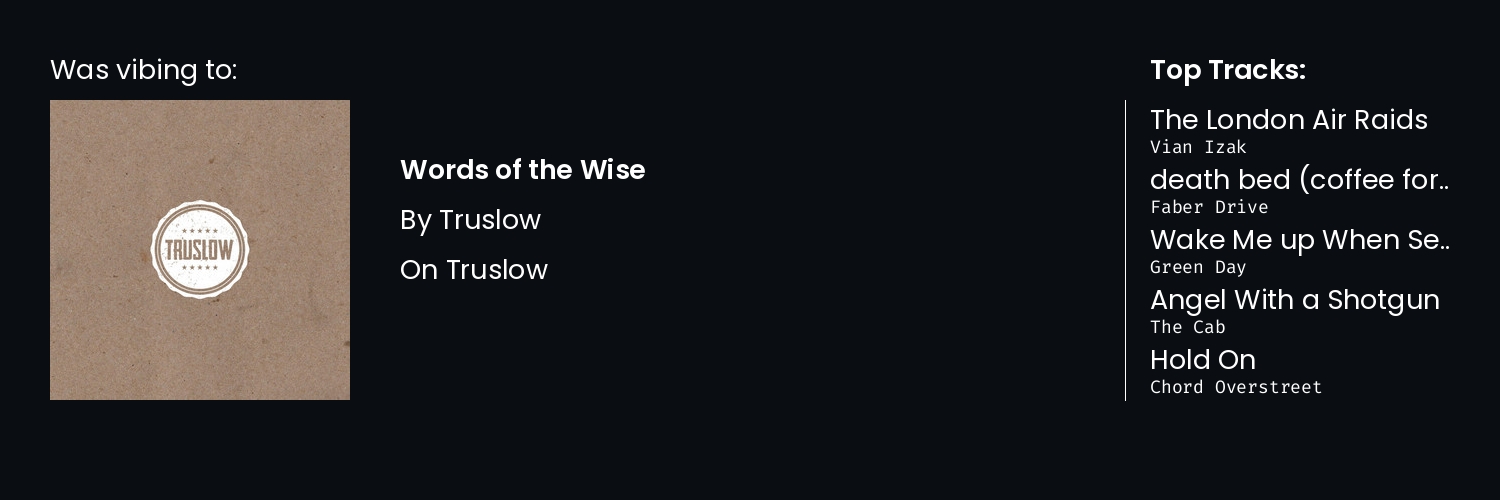 Was vibing to:
TRUSLOW
Words of the Wise
By Truslow
On Truslow
Top Tracks:
The London Air Raids
Vian Izak
death bed (coffee for..
Faber Drive
Wake Me up When Se..
Green Day
Angel With a Shotgun
The Cab
Hold On
Chord Overstreet